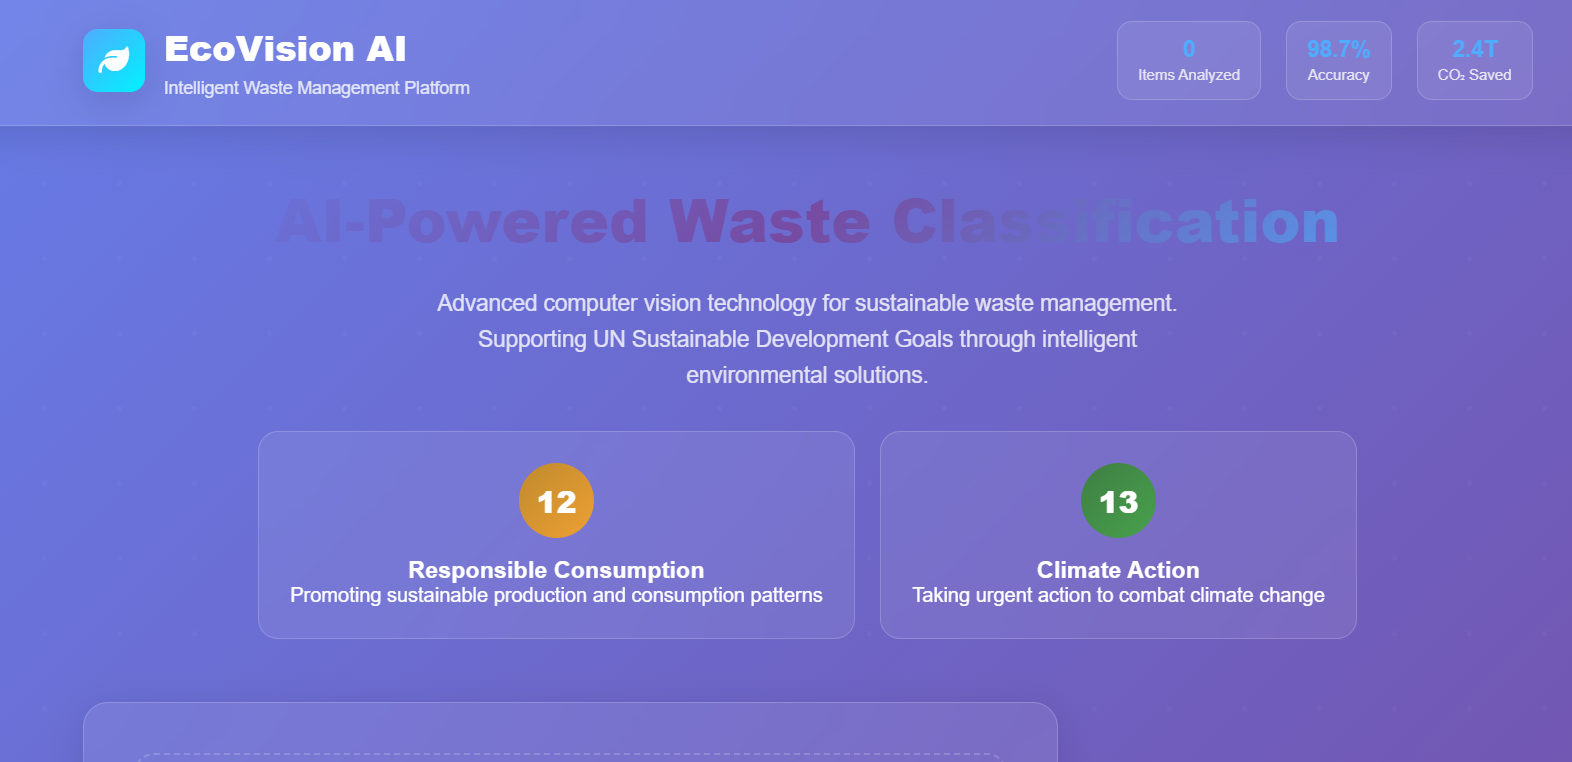 EcoVision AI
Intelligent Waste Management Platform
0
Items Analyzed
98.7%
Accuracy
2.4T
CO₂ Saved
AI-Powered Waste Classification
Advanced computer vision technology for sustainable waste management.
Supporting UN Sustainable Development Goals through intelligent
environmental solutions.
12
Responsible Consumption
Promoting sustainable production and consumption patterns
13
Climate Action
Taking urgent action to combat climate change